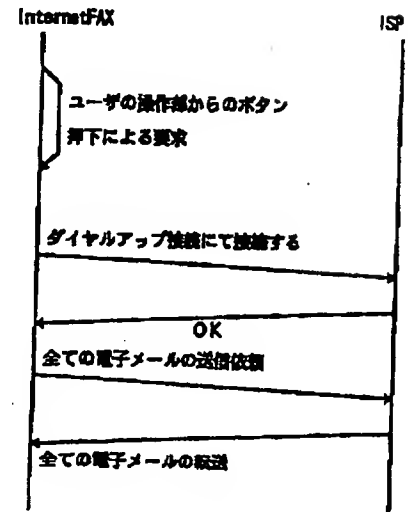 InternetFAX
ISP
ユーザの操作部からのボタン
押下による要求
ダイヤルアップ接続にて接続する
OK
全ての電子メールの送信依頼
全ての電子メールの転送